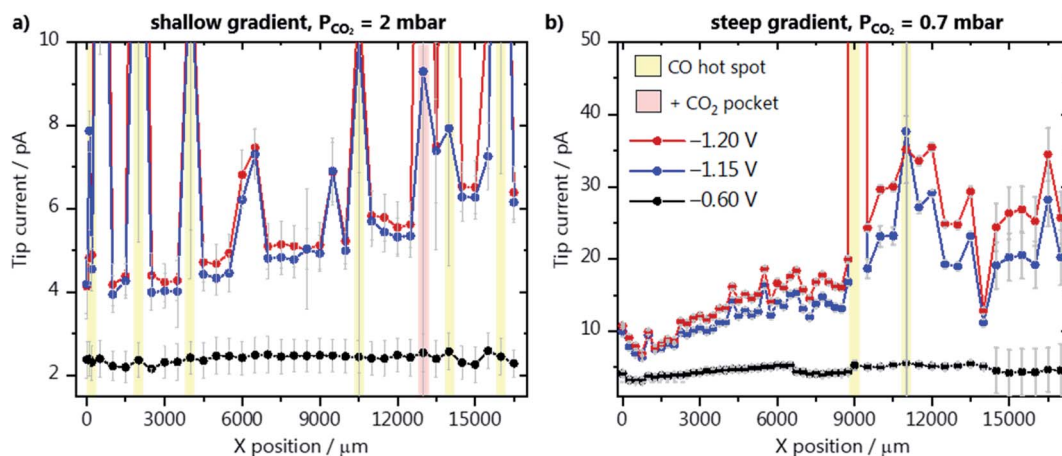 a) shallow gradient, P_CO₂ = 2 mbar
10
8
6
4
2
Tip current / pA
0 3000 6000 9000 12000 15000
X position / μm
b) steep gradient, P_CO₂ = 0.7 mbar
50
40
30
20
10
Tip current / pA
CO hot spot
+ CO₂ pocket
–1.20 V
–1.15 V
–0.60 V
0 3000 6000 9000 12000 15000
X position / μm